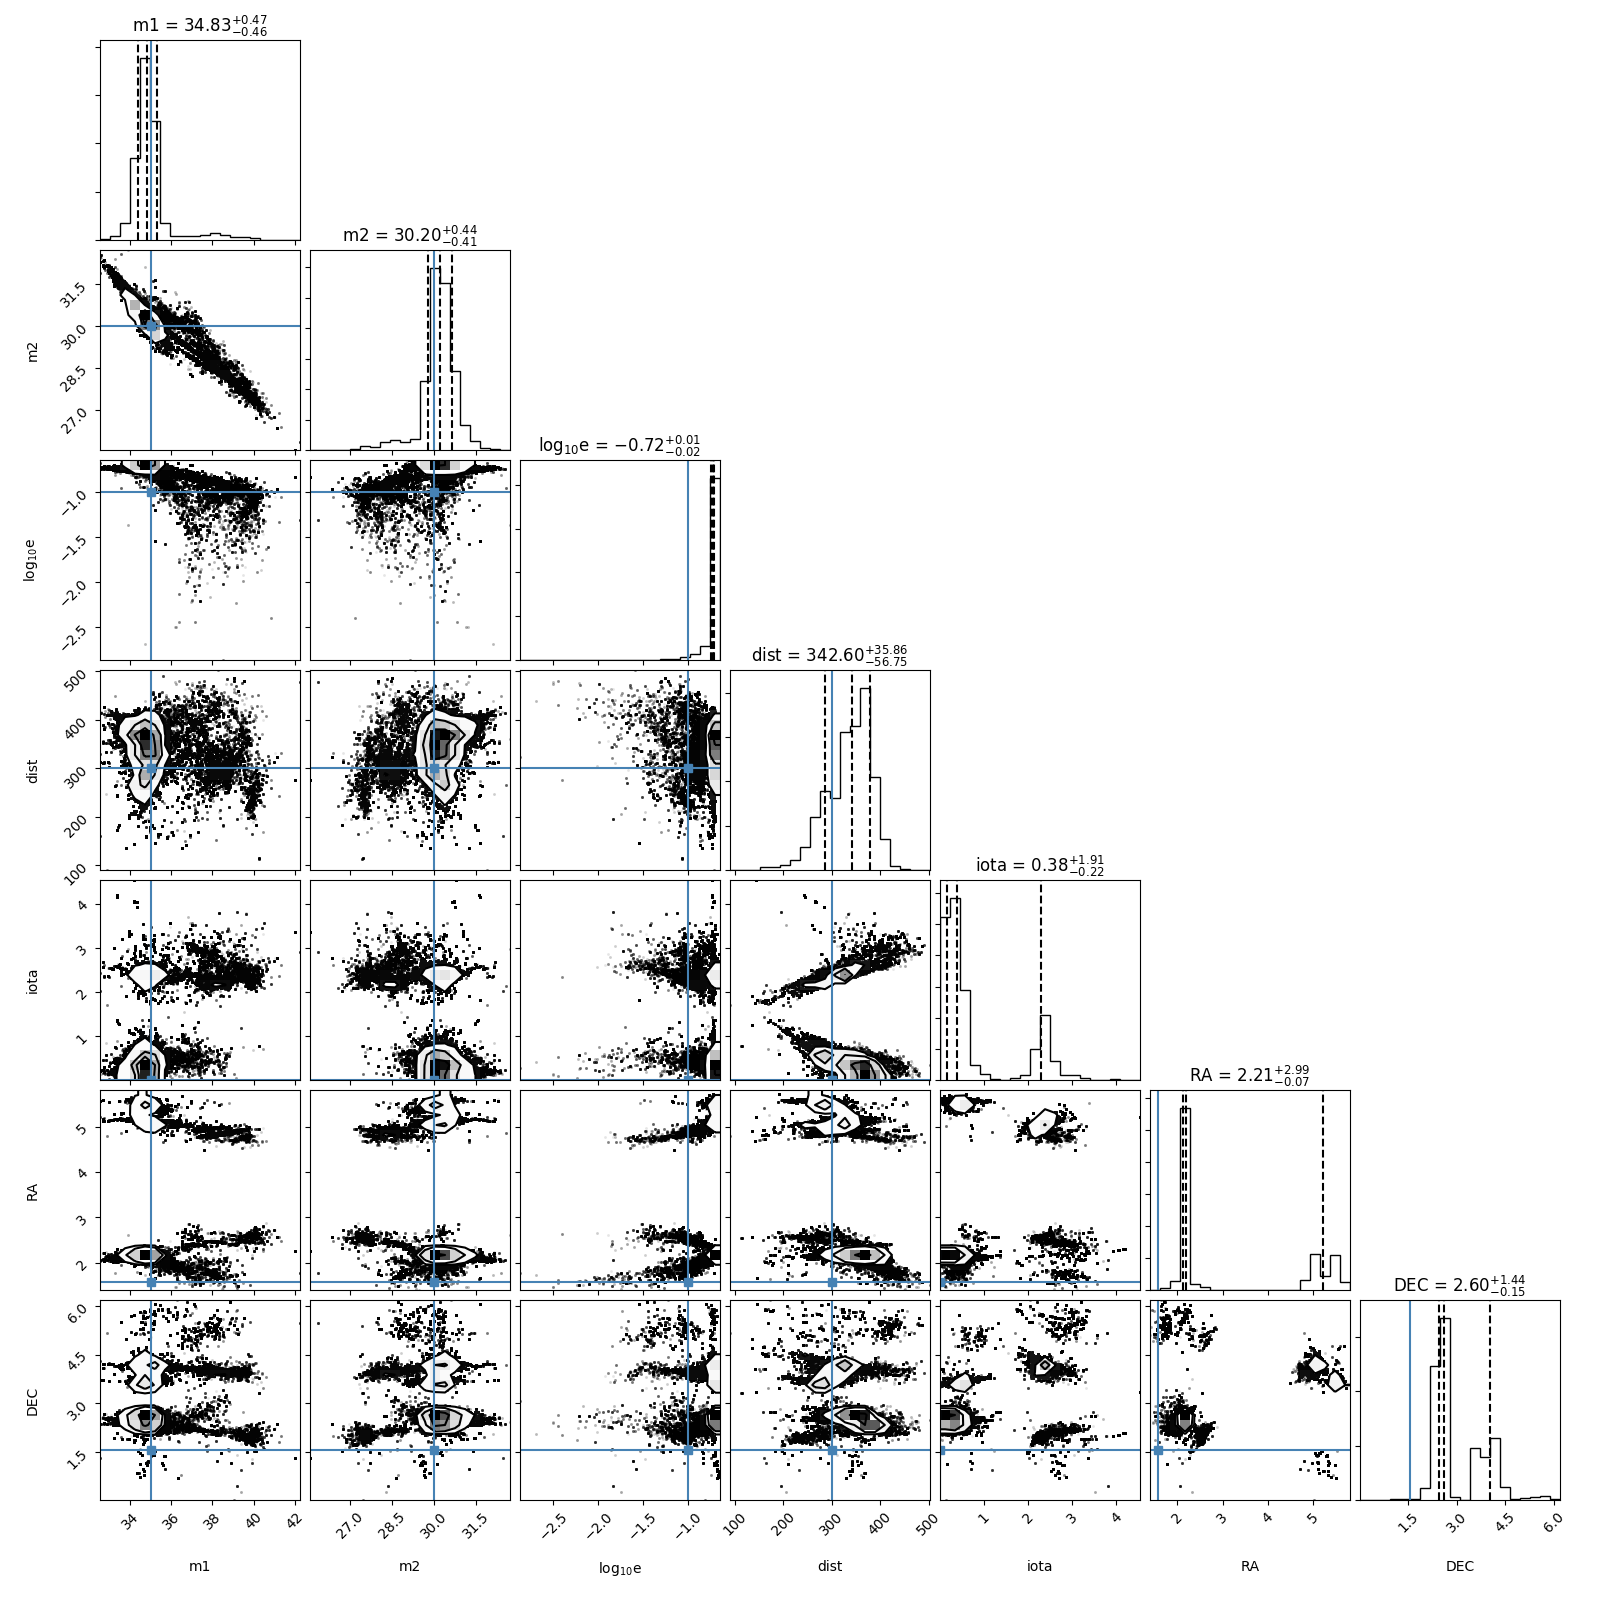 m1 = 34.83+0.47 −0.46
m2 = 30.20+0.44 −0.41
log10e = −0.72+0.01 −0.02
dist = 342.60+35.86 −56.75
iota = 0.38+1.91 −0.22
RA = 2.21+2.99 −0.07
DEC = 2.60+1.44 −0.15
m2
31.5
30.0
28.5
27.0
log10e
−1.0
−1.5
−2.0
−2.5
dist
500
400
300
200
100
iota
4
3
2
1
RA
5
4
3
2
DEC
6.0
4.5
3.0
1.5
34 36 38 40 42
27.0 28.5 30.0 31.5
−2.5 −2.0 −1.5 −1.0
100 200 300 400 500
1 2 3 4
2 3 4 5
1.5 3.0 4.5 6.0
m1 m2 log10e dist iota RA DEC